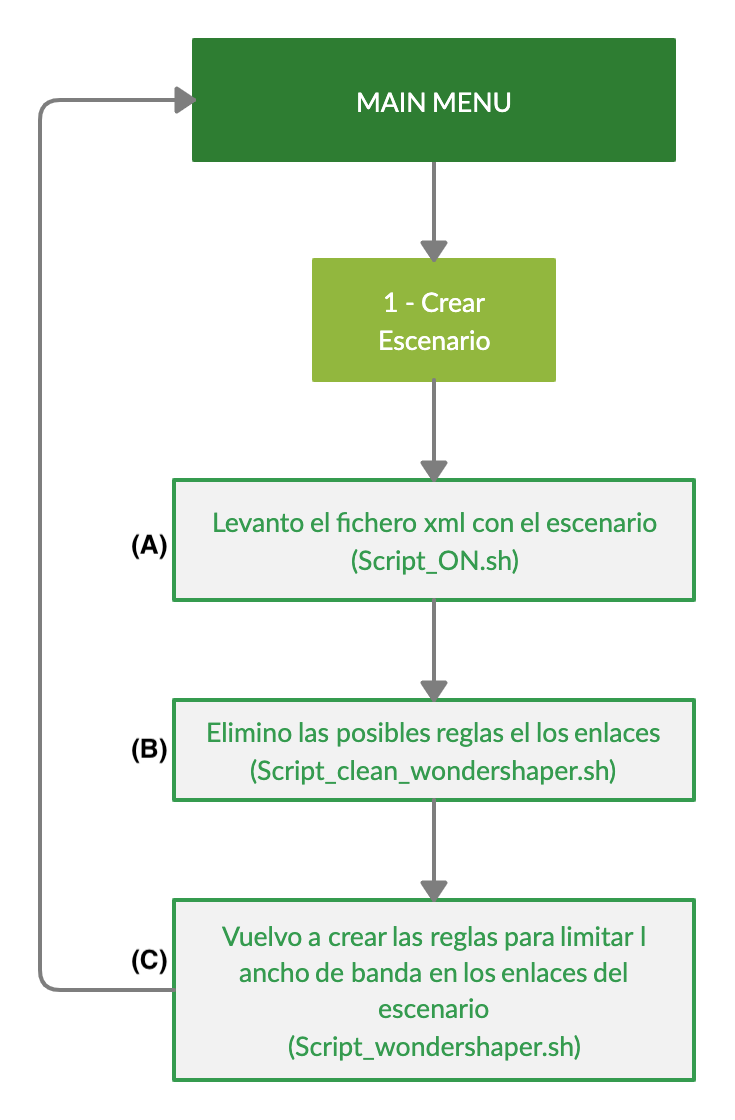 MAIN MENU
1 - Crear
Escenario
(A)
Levanto el fichero xml con el escenario
(Script_ON.sh)
(B)
Elimino las posibles reglas el los enlaces
(Script_clean_wondershaper.sh)
(C)
Vuelvo a crear las reglas para limitar l
ancho de banda en los enlaces del
escenario
(Script_wondershaper.sh)